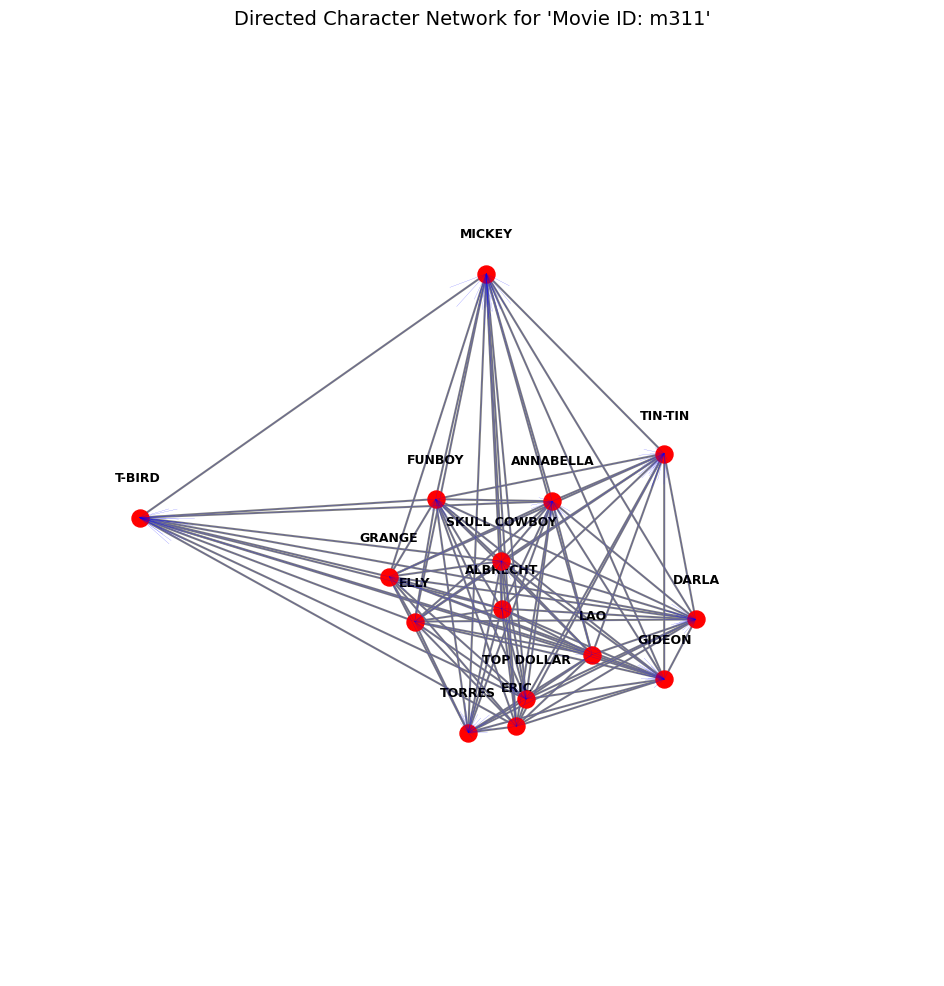 Directed Character Network for 'Movie ID: m311'
MICKEY
TIN-TIN
FUNBOY
ANNABELLA
T-BIRD
SKULL COWBOY
GRANGE
ALBRECHT
ELLY
DARLA
LAO
GIDEON
TOP DOLLAR
ERIC
TORRES